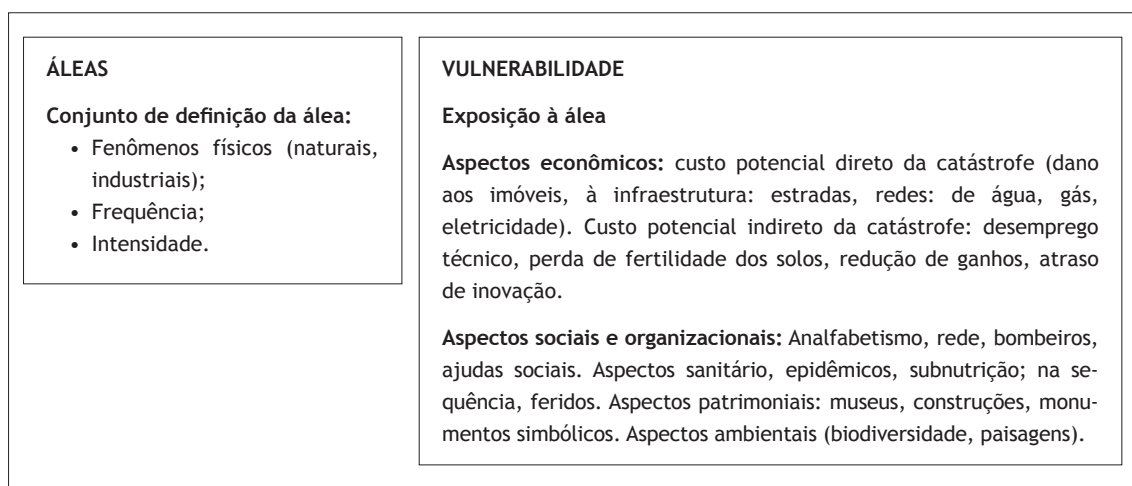 ÁLEAS
Conjunto de definição da álea:
• Fenômenos físicos (naturais,
industriais);
• Frequência;
• Intensidade.
VULNERABILIDADE
Exposição à álea
Aspectos econômicos: custo potencial direto da catástrofe (dano
aos imóveis, à infraestrutura: estradas, redes: de água, gás,
eletricidade). Custo potencial indireto da catástrofe: desemprego
técnico, perda de fertilidade dos solos, redução de ganhos, atraso
de inovação.
Aspectos sociais e organizacionais: Analfabetismo, rede, bombeiros,
ajudas sociais. Aspectos sanitário, epidêmicos, subnutrição; na se-
quência, feridos. Aspectos patrimoniais: museus, construções, monu-
mentos simbólicos. Aspectos ambientais (biodiversidade, paisagens).